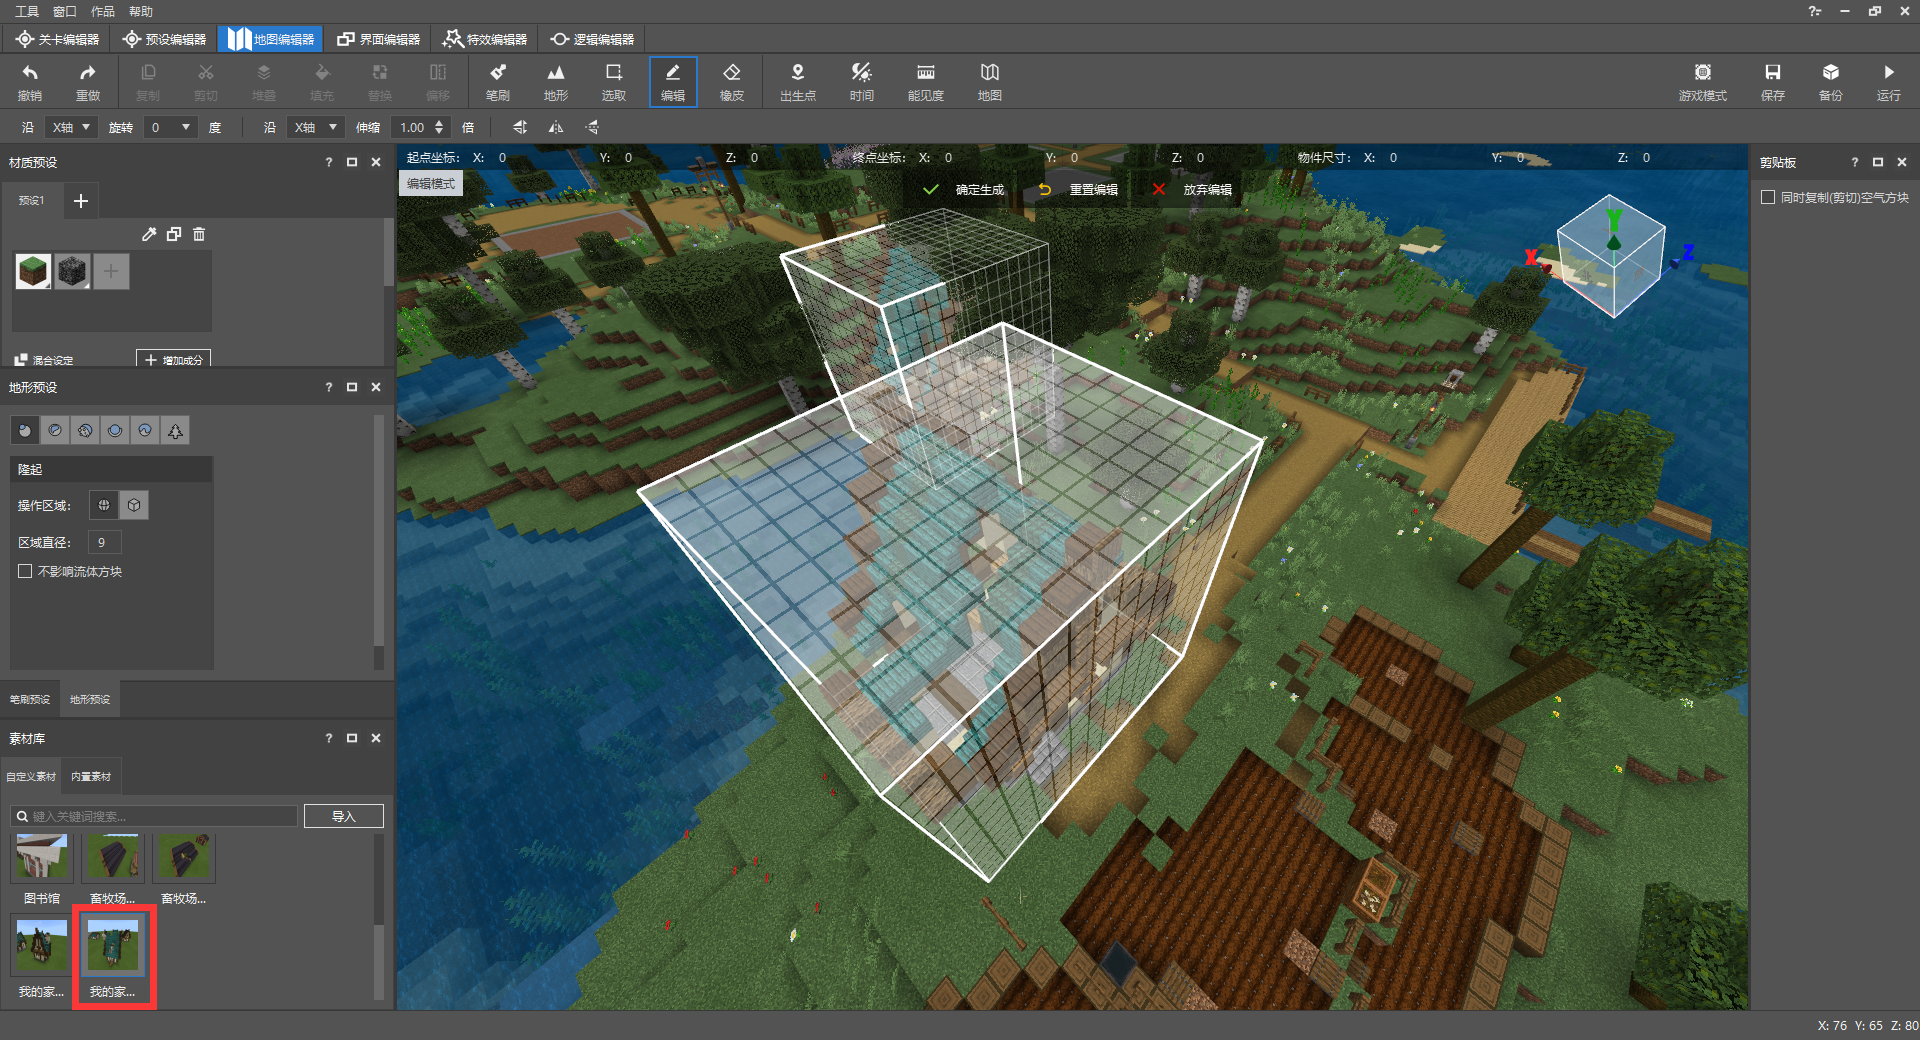 工具 窗口 作品 帮助
关卡编辑器 预设编辑器 地图编辑器 界面编辑器 特效编辑器 逻辑编辑器
撤销 重做 复制 剪切 堆叠 填充 替换 偏移 笔刷 地形 选取 编辑 橡皮 出生点 时间 能见度 地图 游戏模式 保存 备份 运行
沿 X轴 旋转 0 度 沿 X轴 伸缩 1.00 倍
材质预设 ?
预设1 +
混合设定 + 增加成分
地形预设 ?
隆起
操作区域:
区域直径: 9
不影响流体方块
笔刷预设 地形预设
素材库 ?
自定义素材 内置素材
键入关键词搜索... 导入
图书馆 畜牧场... 畜牧场...
我的家... 我的家...
起点坐标: X: 0 Y: 0 Z: 0 终点坐标: X: 0 Y: 0 Z: 0 物件尺寸: X: 0 Y: 0 Z: 0
编辑模式
确定生成 重置编辑 放弃编辑
Y
X
Z
剪贴板 ?
同时复制(剪切)空气方块
X: 76 Y: 65 Z: 80